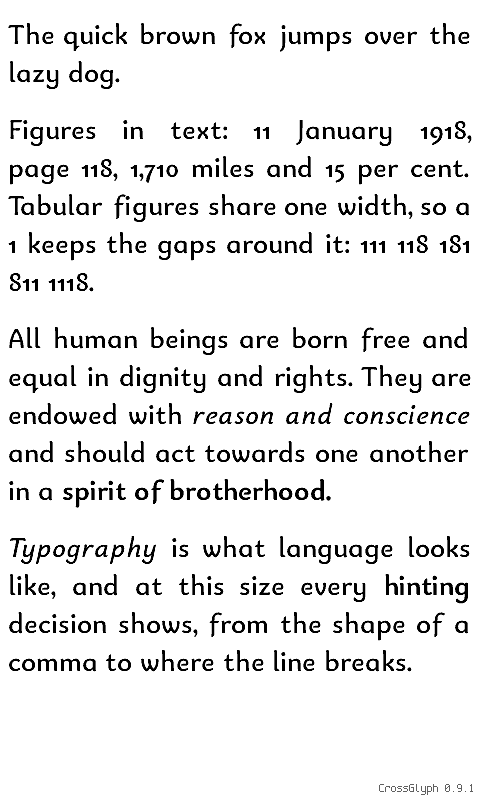 The quick brown fox jumps over the
lazy dog.
Figures in text: 11 January 1918,
page 118, 1,710 miles and 15 per cent.
Tabular figures share one width, so a
1 keeps the gaps around it: 111 118 181
811 1118.
All human beings are born free and
equal in dignity and rights. They are
endowed with reason and conscience
and should act towards one another
in a spirit of brotherhood.
Typography is what language looks
like, and at this size every hinting
decision shows, from the shape of a
comma to where the line breaks.
CrossGlyph 0.9.1